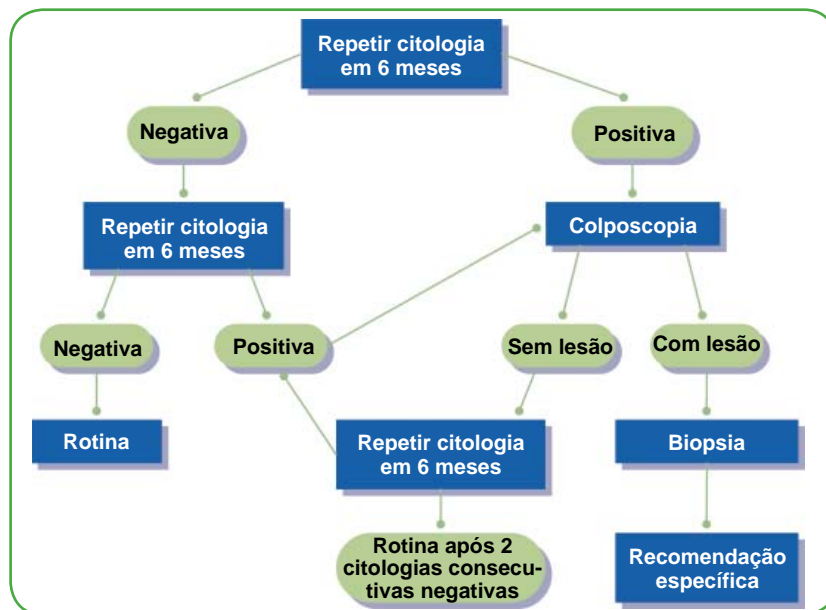 Repetir citologia
em 6 meses
Negativa
Positiva
Repetir citologia
em 6 meses
Colposcopia
Negativa
Positiva
Sem lesão
Com lesão
Rotina
Repetir citologia
em 6 meses
Biopsia
Rotina após 2
citologias consecu-
tivas negativas
Recomendação
específica